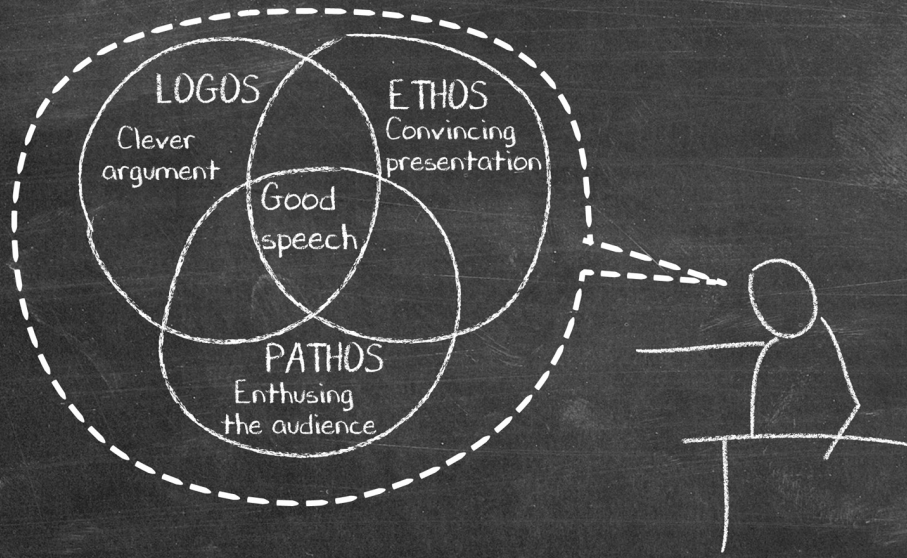 LOGOS
Clever
argument
ETHOS
Convincing
presentation
Good
speech
PATHOS
Enthusing
the audience